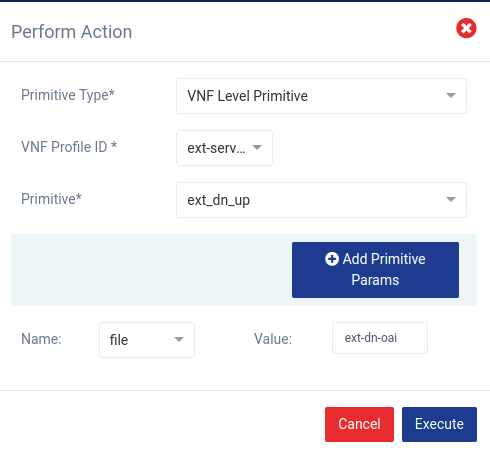 Perform Action
Primitive Type*
VNF Level Primitive
VNF Profile ID *
ext-serv...
Primitive*
ext_dn_up
Add Primitive
Params
Name:
file
Value:
ext-dn-oai
Cancel
Execute